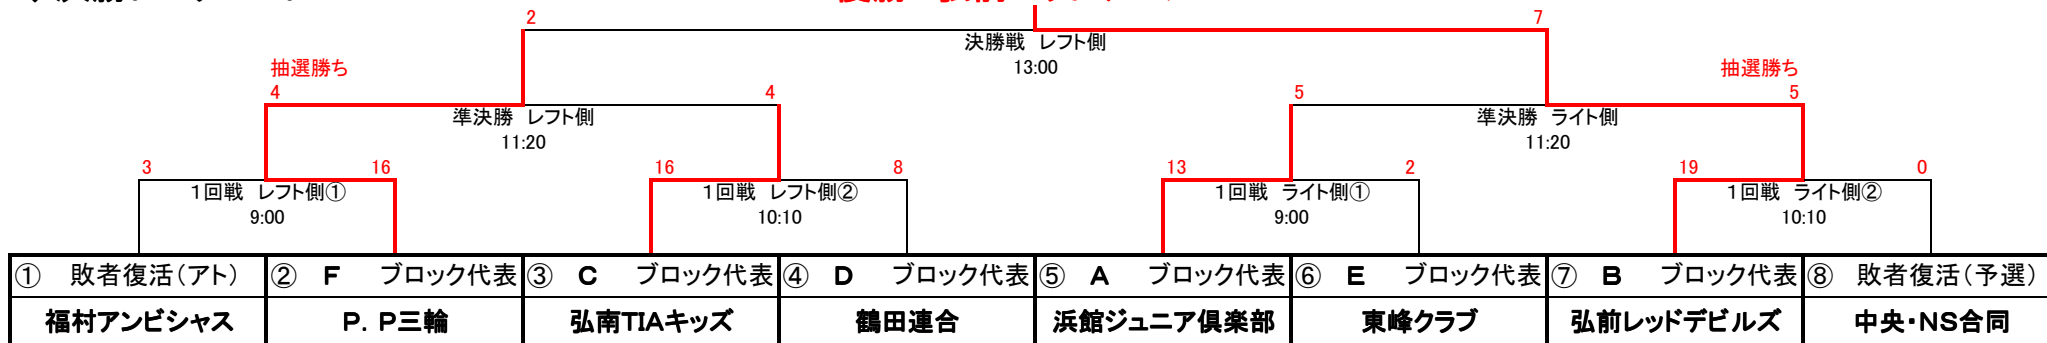 2 7
決勝戦 レフト側
13:00
抽選勝ち 抽選勝ち
4 4 5 5
準決勝 レフト側 準決勝 ライト側
11:20 11:20
3 16 16 8 13 2 19 0
1回戦 レフト側① 1回戦 レフト側② 1回戦 ライト側① 1回戦 ライト側②
9:00 10:10 9:00 10:10
① 敗者復活(アト) ② F ブロック代表 ③ C ブロック代表 ④ D ブロック代表 ⑤ A ブロック代表 ⑥ E ブロック代表 ⑦ B ブロック代表 ⑧ 敗者復活(予選)
福村アンビシャス P.P三輪 弘南TIAキッズ 鶴田連合 浜館ジュニア倶楽部 東峰クラブ 弘前レッドデビルズ 中央・NS合同